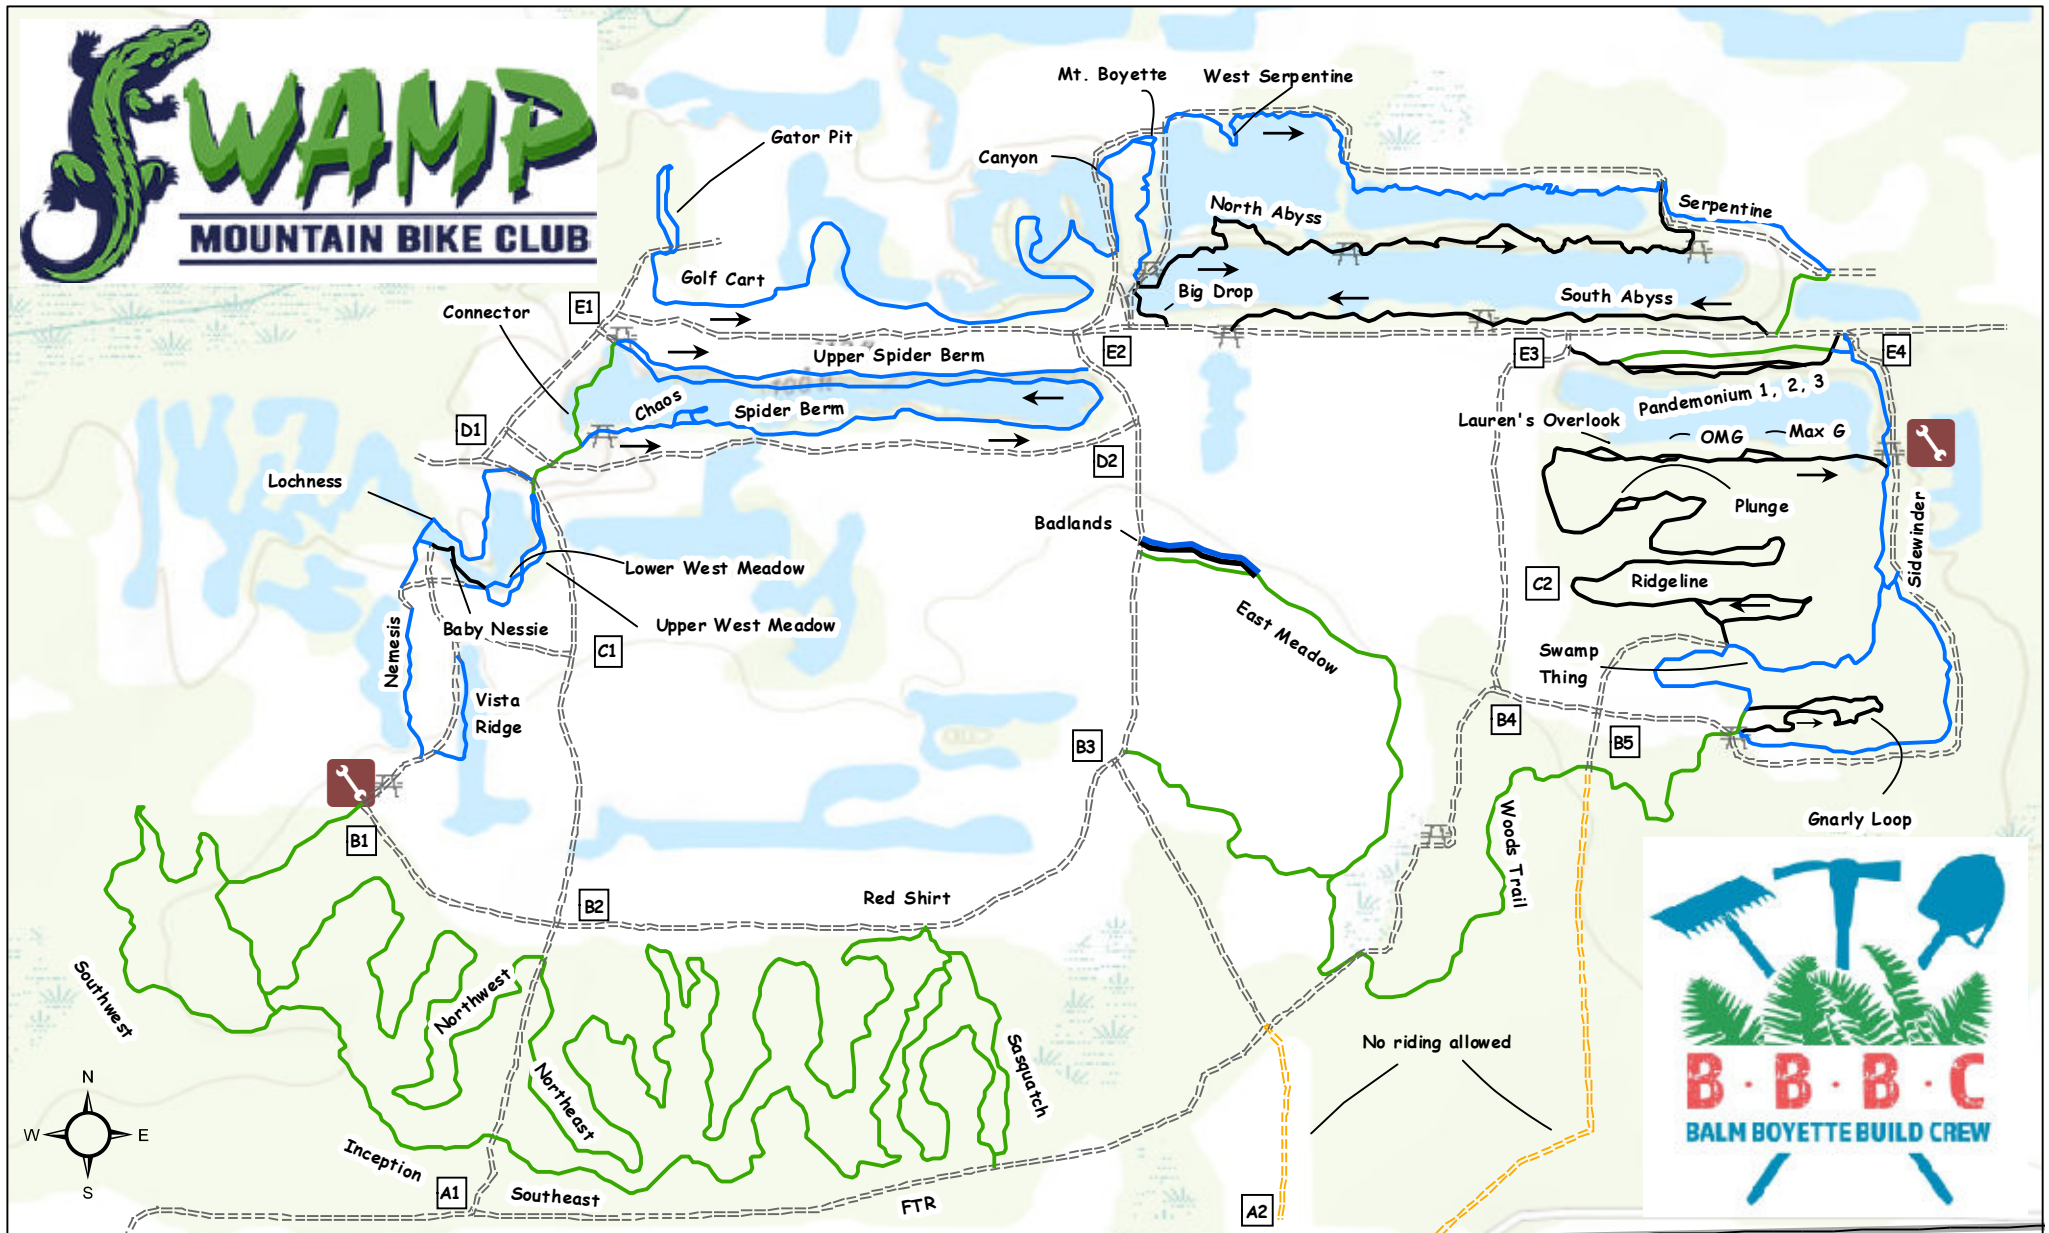 SWAMP
MOUNTAIN BIKE CLUB
Mt. Boyette
West Serpentine
Gator Pit
Canyon
North Abyss
Serpentine
Golf Cart
Big Drop
South Abyss
Connector
E1
Upper Spider Berm
E2
E3
E4
Chaos
Spider Berm
Pandemonium 1, 2, 3
Lauren's Overlook
OMG
Max G
D1
D2
Lochness
Plunge
Badlands
Sidewinder
Lower West Meadow
Ridgeline
C2
East Meadow
Baby Nessie
Upper West Meadow
Nemesis
C1
Swamp
Thing
Vista
Ridge
B3
B4
B5
Gnarly Loop
B1
Woods Trail
B2
Red Shirt
Southwest
Northwest
No riding allowed
Sasquatch
Northeast
N
W
E
S
Inception
A1
Southeast
FTR
A2
B·B·B·C
BALM BOYETTE BUILD CREW